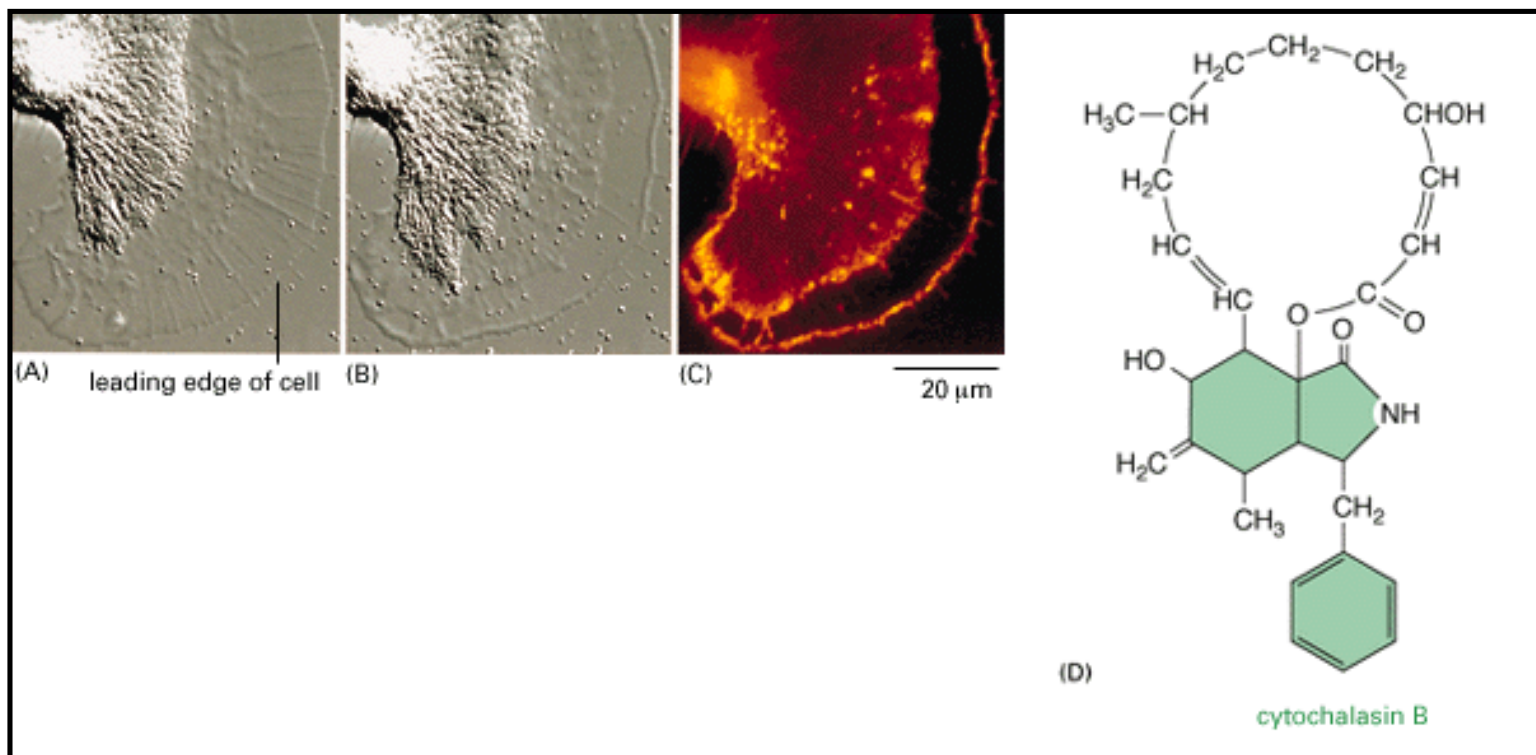 (A)
leading edge of cell
(B)
(C)
20 μm
CH₂
H₂C
CH₂
H₃C
CH
CHOH
H₂C
CH
HC
CH
HC
O
C
O
O
HO
NH
H₂C
CH₃
CH₂
(D)
cytochalasin B